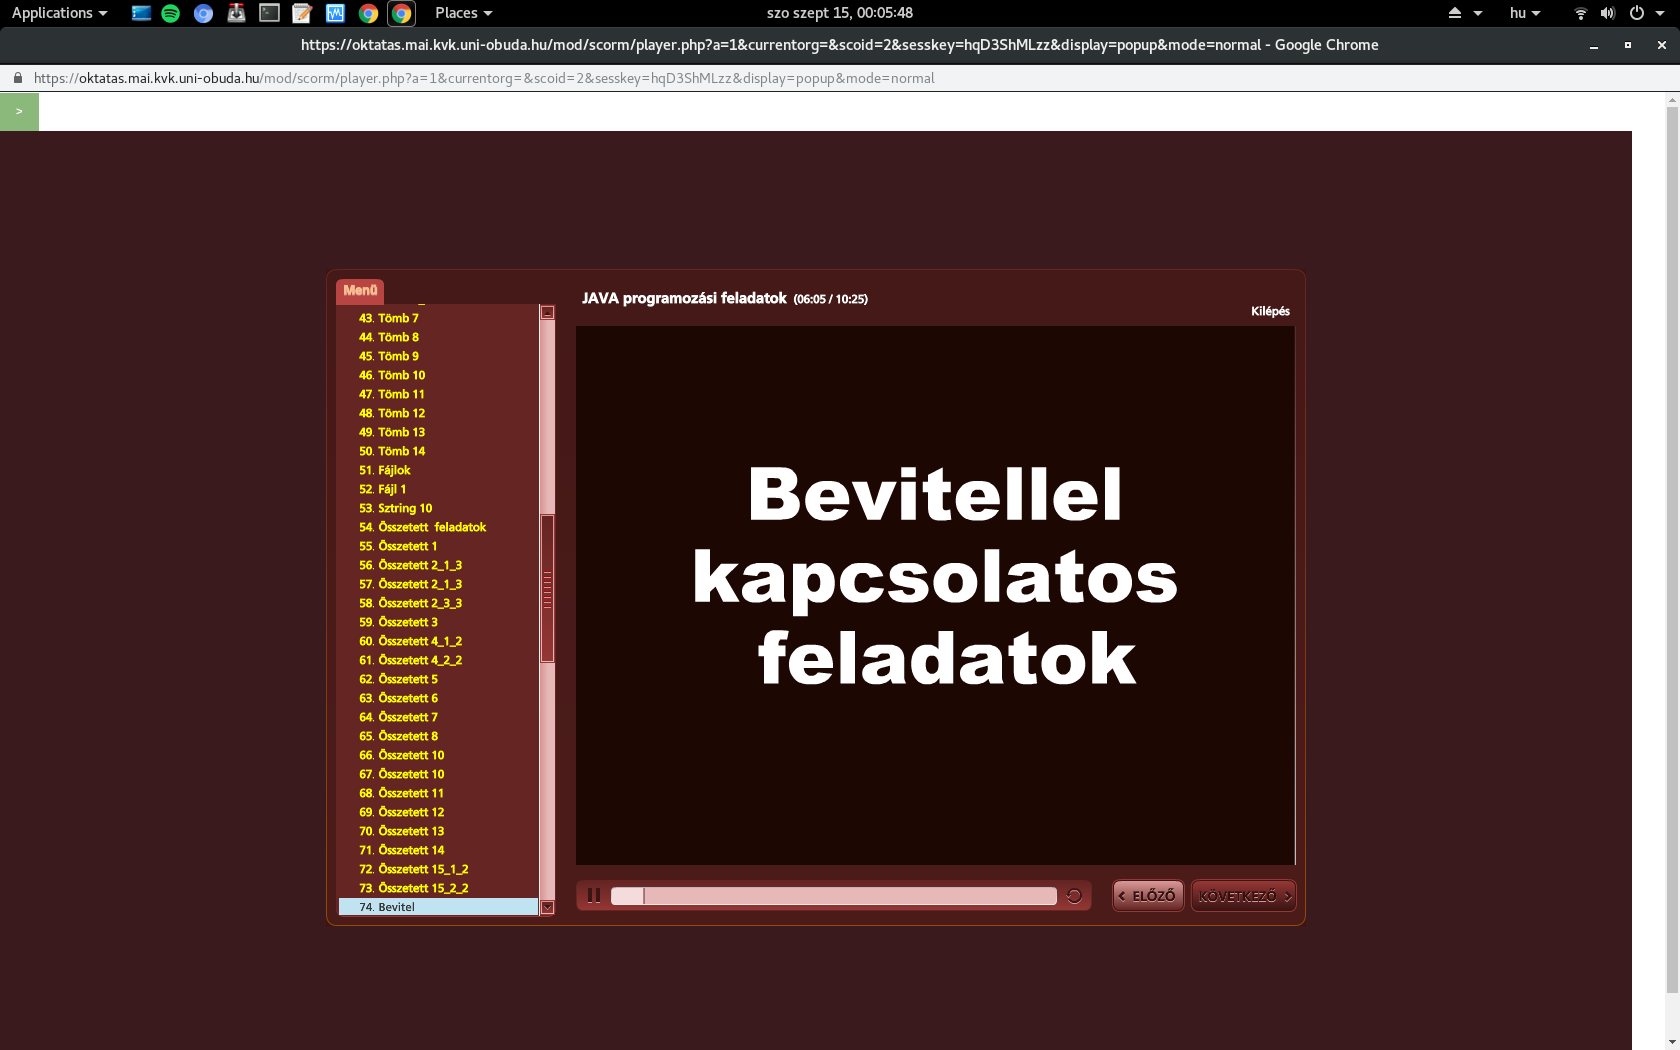 Applications
Places
szo szept 15, 00:05:48
hu
https://oktatas.mai.kvk.uni-obuda.hu/mod/scorm/player.php?a=1&currentorg=&scoid=2&sesskey=hqD3ShMLzz&display=popup&mode=normal - Google Chrome
https://oktatas.mai.kvk.uni-obuda.hu/mod/scorm/player.php?a=1&currentorg=&scoid=2&sesskey=hqD3ShMLzz&display=popup&mode=normal
>
Menü
43. Tömb 7
44. Tömb 8
45. Tömb 9
46. Tömb 10
47. Tömb 11
48. Tömb 12
49. Tömb 13
50. Tömb 14
51. Fájlok
52. Fájl 1
53. Sztring 10
54. Összetett feladatok
55. Összetett 1
56. Összetett 2_1_3
57. Összetett 2_1_3
58. Összetett 2_3_3
59. Összetett 3
60. Összetett 4_1_2
61. Összetett 4_2_2
62. Összetett 5
63. Összetett 6
64. Összetett 7
65. Összetett 8
66. Összetett 10
67. Összetett 10
68. Összetett 11
69. Összetett 12
70. Összetett 13
71. Összetett 14
72. Összetett 15_1_2
73. Összetett 15_2_2
74. Bevitel
JAVA programozási feladatok (06:05 / 10:25)
Kilépés
Bevitellel
kapcsolatos
feladatok
< ELŐZŐ
KÖVETKEZŐ >